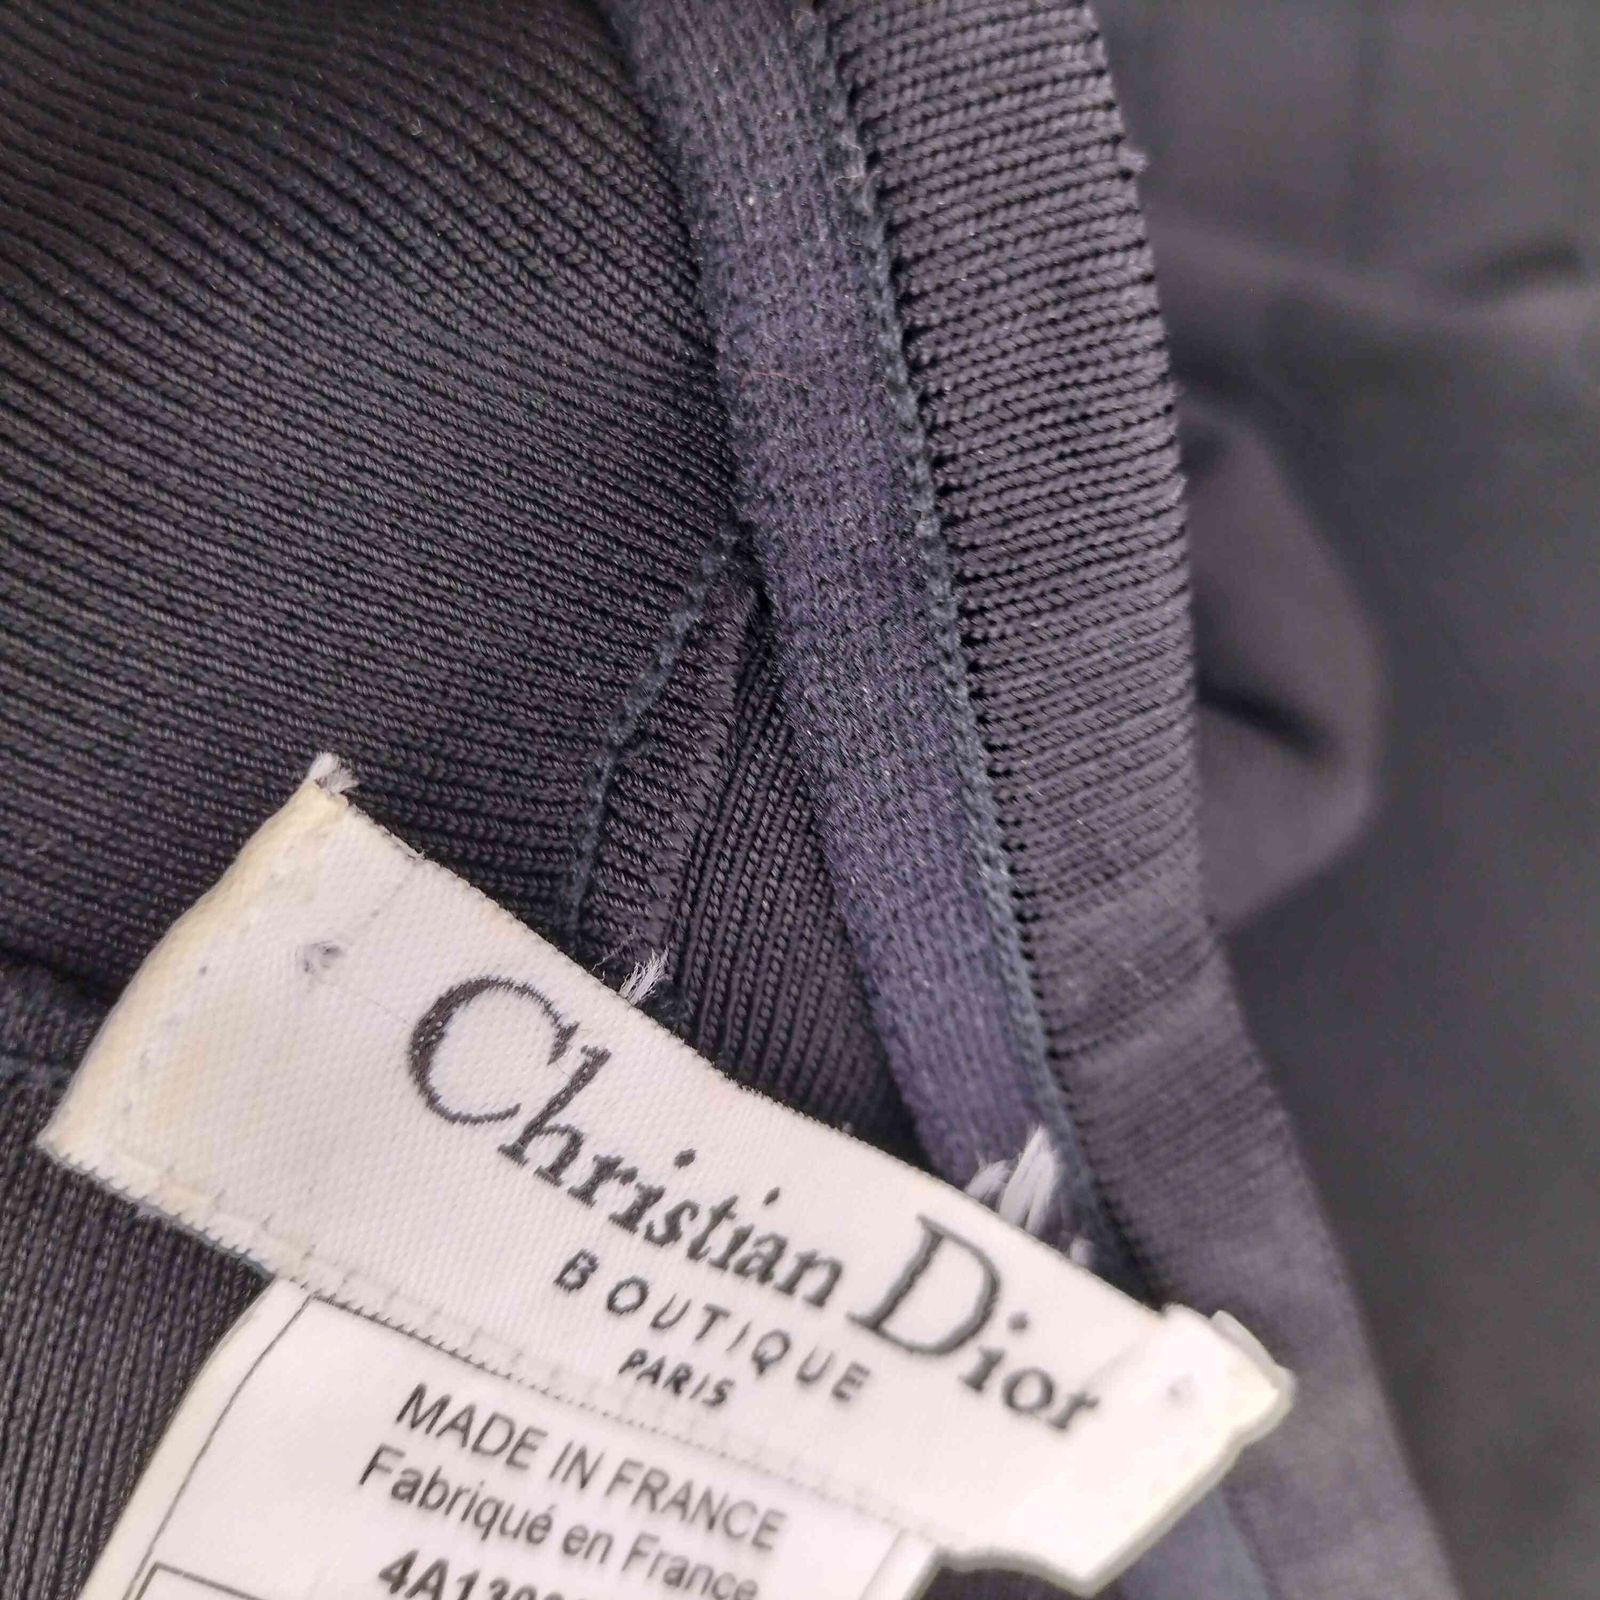 Christian Dior
BOUTIQUE
PARIS
MADE IN FRANCE
Fabriqué en France